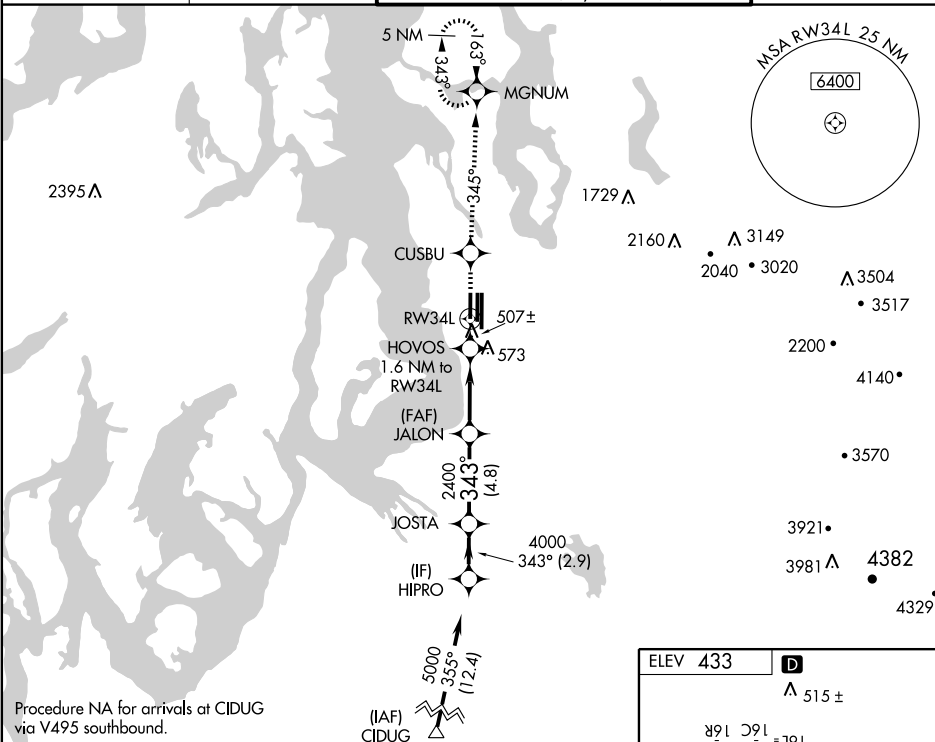 5 NM
163°
343°
MGNUM
MSA RW34L 25 NM
6400
2395
345°
1729
2160
3149
2040
3020
CUSBU
3504
3517
RW34L
507±
HOVOS
573
1.6 NM to
RW34L
2200
4140
(FAF)
JALON
2400
343°
(4.8)
3570
JOSTA
4000
343° (2.9)
3921
(IF)
HIPRO
3981
4382
4329
5000
355°
(12.4)
Procedure NA for arrivals at CIDUG
via V495 southbound.
(IAF)
CIDUG
ELEV 433
D
515 ±
16R
16C
16L